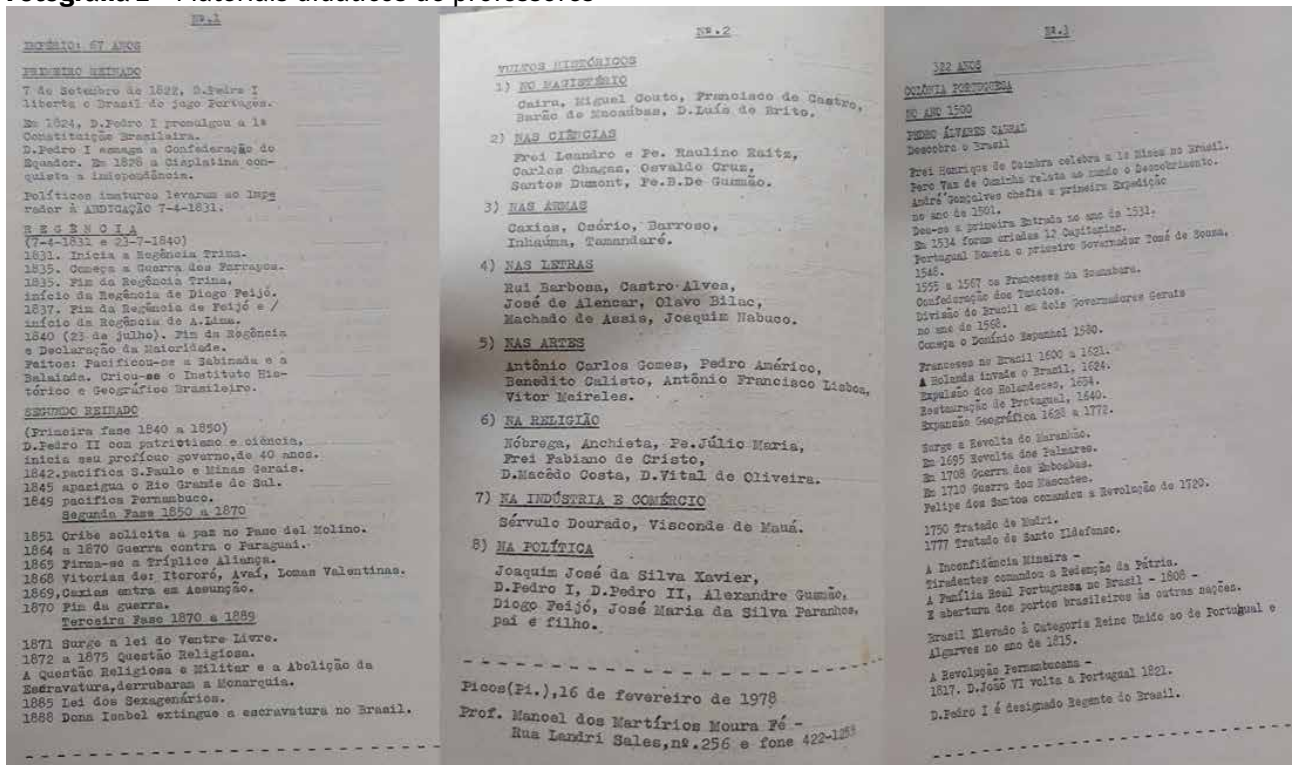 Fotografia 2 - Materiais didáticos de professores
Nº.1
IMPÉRIO: 67 ANOS
PRIMEIRO REINADO
7 de Setembro de 1822, D.Pedro I
liberta o Brasil do jugo Português.
Em 1824, D.Pedro I promulgou a 1ª
Constituição Brasileira.
D.Pedro I esmaga a Confederação do
Equador. Em 1828 a Cisplatina con-
quista a independência.
Políticos imaturos levaram ao Impe
rador à ABDICAÇÃO 7-4-1831.
R E G Ê N C I A
(7-4-1831 e 23-7-1840)
1831. Inicia a Regência Trina.
1835. Começa a Guerra dos Farrapos.
1835. Fim da Regência Trina,
início da Regência de Diogo Feijó.
1837. Fim da Regência de Feijó e /
início da Regência de A.Lima.
1840 (23 de julho). Fim da Regência
e Declaração da Maioridade.
Feitos: Pacificou-se a Sabinada e a
Balaiada. Criou-se o Instituto His-
tórico e Geográfico Brasileiro.
SEGUNDO REINADO
(Primeira fase 1840 a 1850)
D.Pedro II com patriotismo e ciência,
inicia seu profícuo governo,de 40 anos.
1842.pacifica S.Paulo e Minas Gerais.
1845 apazigua o Rio Grande do Sul.
1849 pacifica Pernambuco.
Segunda Fase 1850 a 1870
1851 Oribe solicita a paz no Paso del Molino.
1864 a 1870 Guerra contra o Paraguai.
1865 Firma-se a Tríplice Aliança.
1868 Vitorias de: Itororó, Avaí, Lomas Valentinas.
1869,Caxias entra em Assunção.
1870 Fim da guerra.
Terceira Fase 1870 a 1889
1871 Surge a lei do Ventre Livre.
1872 a 1875 Questão Religiosa.
A Questão Religiosa e Militar e a Abolição da
Escravatura,derrubaram a Monarquia.
1885 Lei dos Sexagenários.
1888 Dona Isabel extingue a escravatura no Brasil.
Nº.2
VULTOS HISTÓRICOS
1) NO MAGISTÉRIO
Cairu, Miguel Couto, Francisco de Castro,
Barão de Macaúbas, D.Luís de Brito.
2) NAS CIÊNCIAS
Frei Leandro e Pe. Raulino Raitz,
Carlos Chagas, Osvaldo Cruz,
Santos Dumont, Pe.B.De Gusmão.
3) NAS ARMAS
Caxias, Osório, Barroso,
Inhaúma, Tamandaré.
4) NAS LETRAS
Rui Barbosa, Castro Alves,
José de Alencar, Olavo Bilac,
Machado de Assis, Joaquim Nabuco.
5) NAS ARTES
Antônio Carlos Gomes, Pedro Américo,
Benedito Calisto, Antônio Francisco Lisboa,
Vitor Meireles.
6) NA RELIGIÃO
Nóbrega, Anchieta, Pe.Júlio Maria,
Frei Fabiano de Cristo,
D.Macêdo Costa, D.Vital de Oliveira.
7) NA INDÚSTRIA E COMÉRCIO
Sérvulo Dourado, Visconde de Mauá.
8) NA POLÍTICA
Joaquim José da Silva Xavier,
D.Pedro I, D.Pedro II, Alexandre Gusmão,
Diogo Feijó, José Maria da Silva Paranhos,
pai e filho.
Picos(Pi.),16 de fevereiro de 1978
Prof. Manoel dos Martírios Moura Fé -
Rua Landri Sales,nº.256 e fone 422-1253
Nº.3
322 ANOS
COLÔNIA PORTUGUESA
NO ANO 1500
PEDRO ÁLVARES CABRAL
Descobre o Brasil
Frei Henrique de Coimbra celebra a 1ª Missa no Brasil.
Pero Vaz de Caminha relata ao mundo o Descobrimento.
André Gonçalves chefia a primeira Expedição
no ano de 1501.
Deu-se a primeira Entrada no ano de 1531.
Em 1534 foram criadas 12 Capitanias.
Portugal Nomeia o primeiro Governador Tomé de Sousa,
1548.
1555 a 1567 os Franceses na Guanabara.
Confederação dos Tamoios.
Divisão do Brasil em dois Governadores Gerais
no ano de 1568.
Começa o Domínio Espanhol 1580.
Franceses no Brasil 1600 a 1621.
A Holanda invade o Brasil, 1624.
Expulsão dos Holandeses, 1654.
Restauração de Protugual, 1640.
Expansão Geográfica 1628 a 1772.
Surge a Revolta do Maranhão.
Em 1695 Revolta dos Palmares.
Em 1708 Guerra dos Emboabas.
Em 1710 Guerra dos Mascates.
Felipe dos Santos comandou a Revolução de 1720.
1750 Tratado de Madri.
1777 Tratado de Santo Ildefonso.
A Inconfidência Mineira -
Tiradentes comandou a Redenção da Pátria.
A Família Real Portuguesa no Brasil - 1808 -
E abertura dos portos brasileiros às outras nações.
Brasil Elevado à Categoria Reino Unido ao de Portugual e
Algarves no ano de 1815.
A Revolução Pernambucana -
1817. D.João VI volta a Portugual 1821.
D.Pedro I é designado Regente do Brasil.